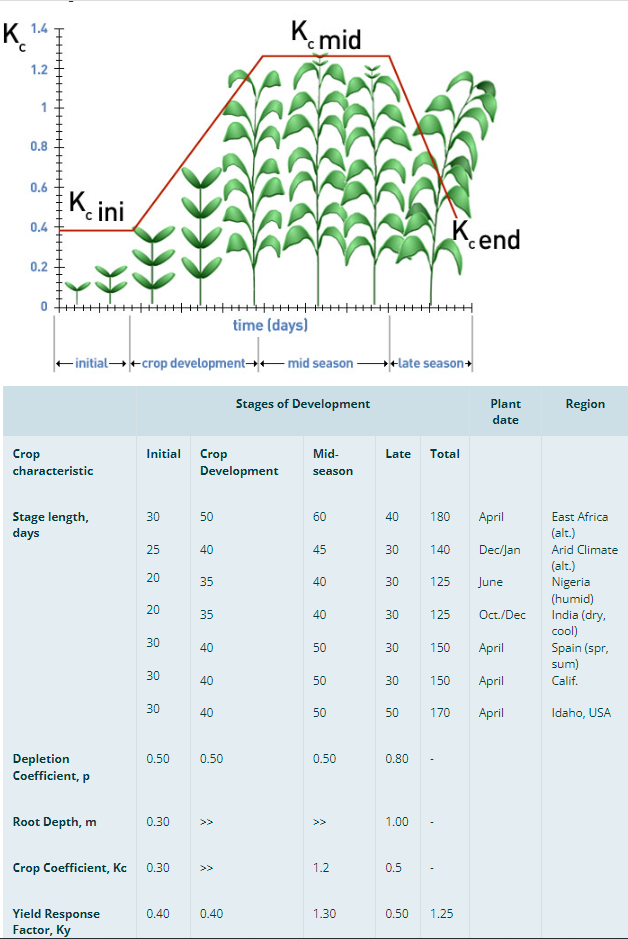 Kc 1.4
1.2
1
0.8
0.6
0.4
0.2
0
Kc mid
Kc ini
Kc end
time (days)
initial crop development mid season late season
Stages of Development Plant date Region
Crop characteristic Initial Crop Development Mid-season Late Total
Stage length, days 30 50 60 40 180 April East Africa (alt.)
25 40 45 30 140 Dec/Jan Arid Climate (alt.)
20 35 40 30 125 June Nigeria (humid)
20 35 40 30 125 Oct./Dec India (dry, cool)
30 40 50 30 150 April Spain (spr, sum)
30 40 50 30 150 April Calif.
30 40 50 50 170 April Idaho, USA
Depletion Coefficient, p 0.50 0.50 0.50 0.80 -
Root Depth, m 0.30 >> >> 1.00 -
Crop Coefficient, Kc 0.30 >> 1.2 0.5 -
Yield Response Factor, Ky 0.40 0.40 1.30 0.50 1.25